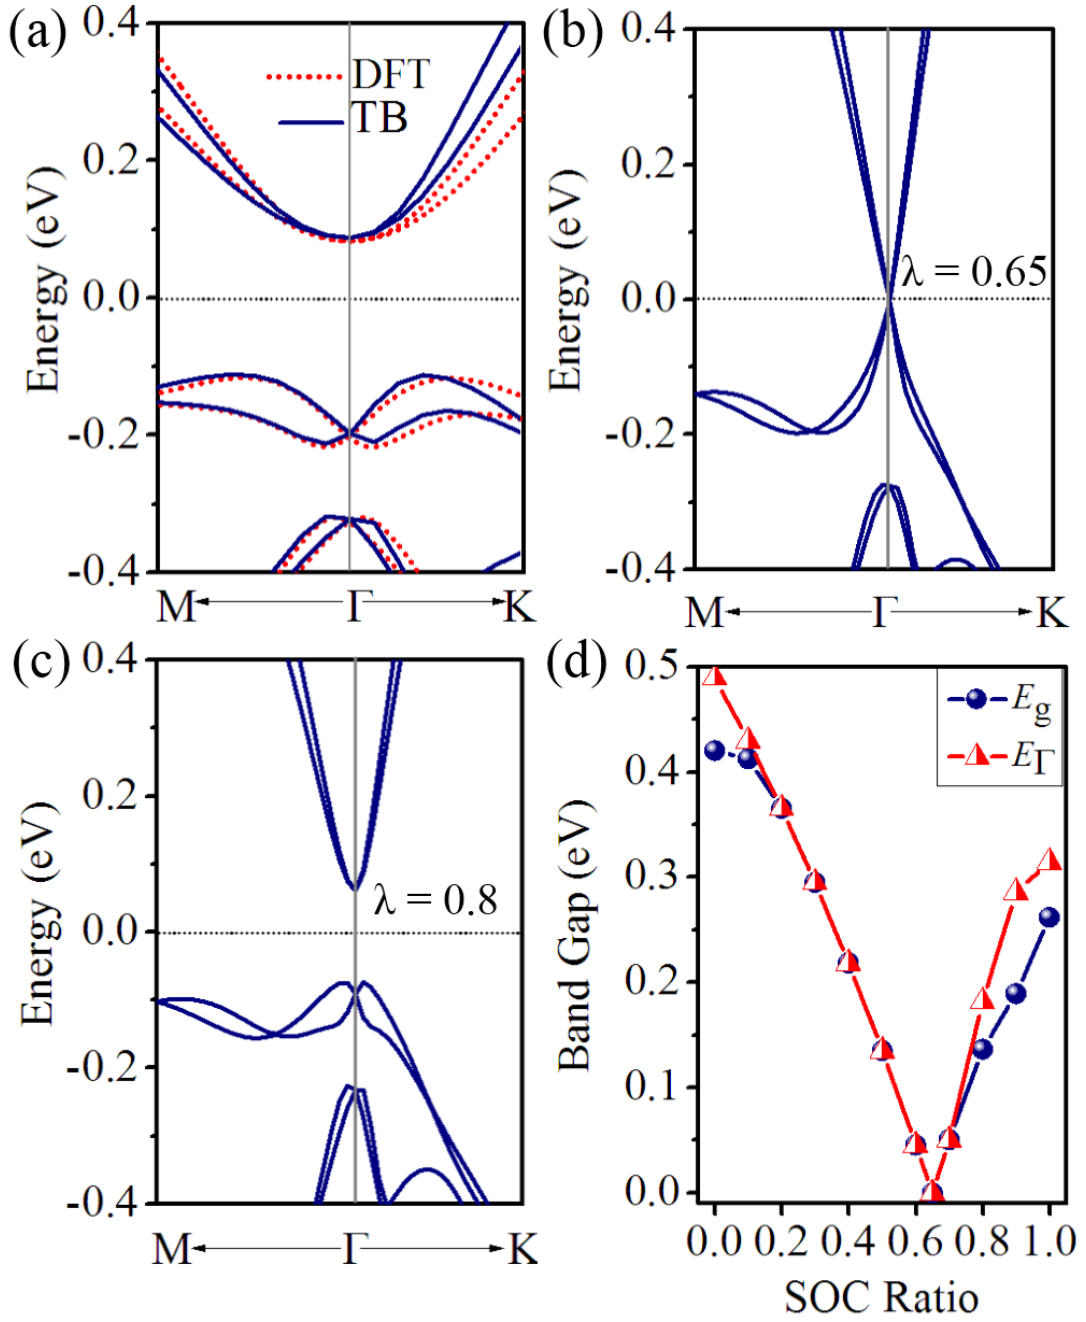 (a)
0.4
0.2
0.0
-0.2
-0.4
Energy (eV)
DFT
TB
M
Γ
K
(b)
0.4
0.2
0.0
-0.2
-0.4
Energy (eV)
λ = 0.65
M
Γ
K
(c)
0.4
0.2
0.0
-0.2
-0.4
Energy (eV)
λ = 0.8
M
Γ
K
(d)
0.5
0.4
0.3
0.2
0.1
0.0
Band Gap (eV)
Eg
EΓ
0.0 0.2 0.4 0.6 0.8 1.0
SOC Ratio